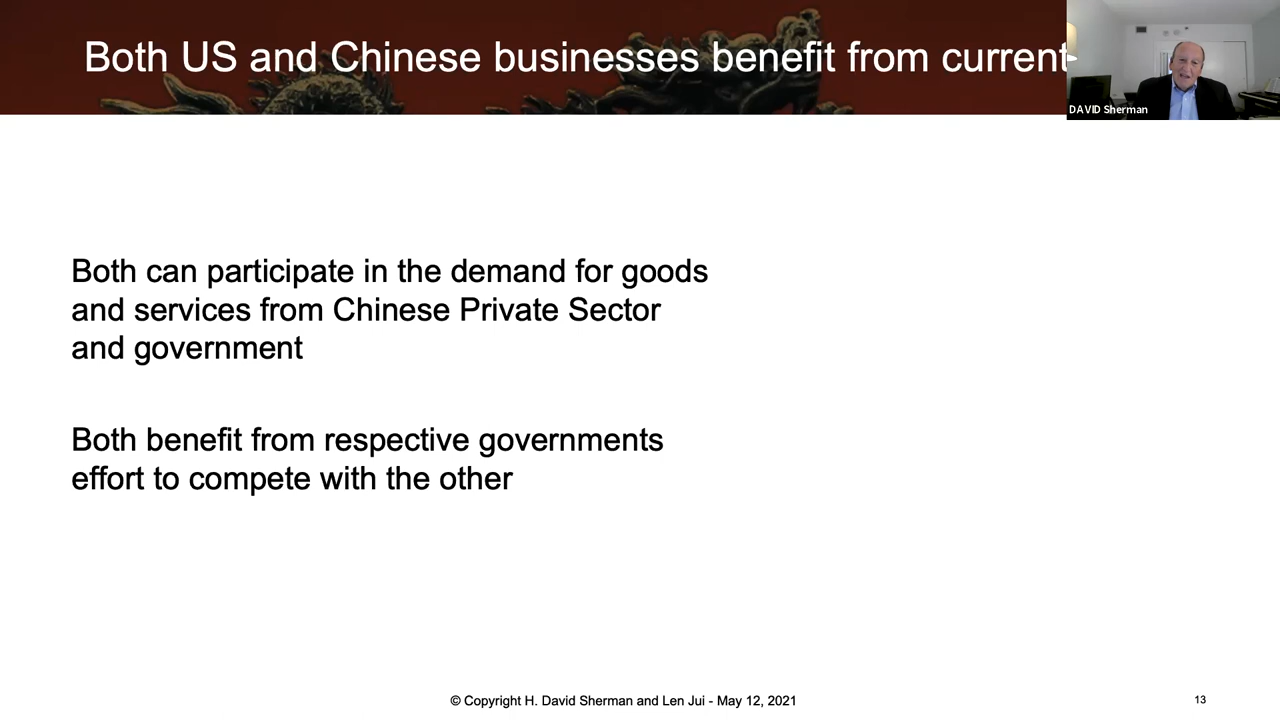 Both US and Chinese businesses benefit from current
DAVID Sherman
Both can participate in the demand for goods
and services from Chinese Private Sector
and government
Both benefit from respective governments
effort to compete with the other
© Copyright H. David Sherman and Len Jui - May 12, 2021
13